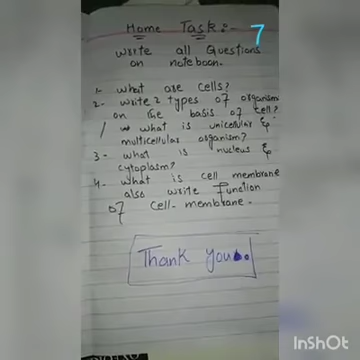 Home Task:- 7
write all Questions
on noteboon.
1- what are cells?
2- write 2 types of organism
on the basis of cell?
/ → what is unicellular &
multicellular organism?
3 - what is nucleus &
cytoplasm?
4- what is cell membrane
also write function
of cell-membrane.
Thank you.
InShOt